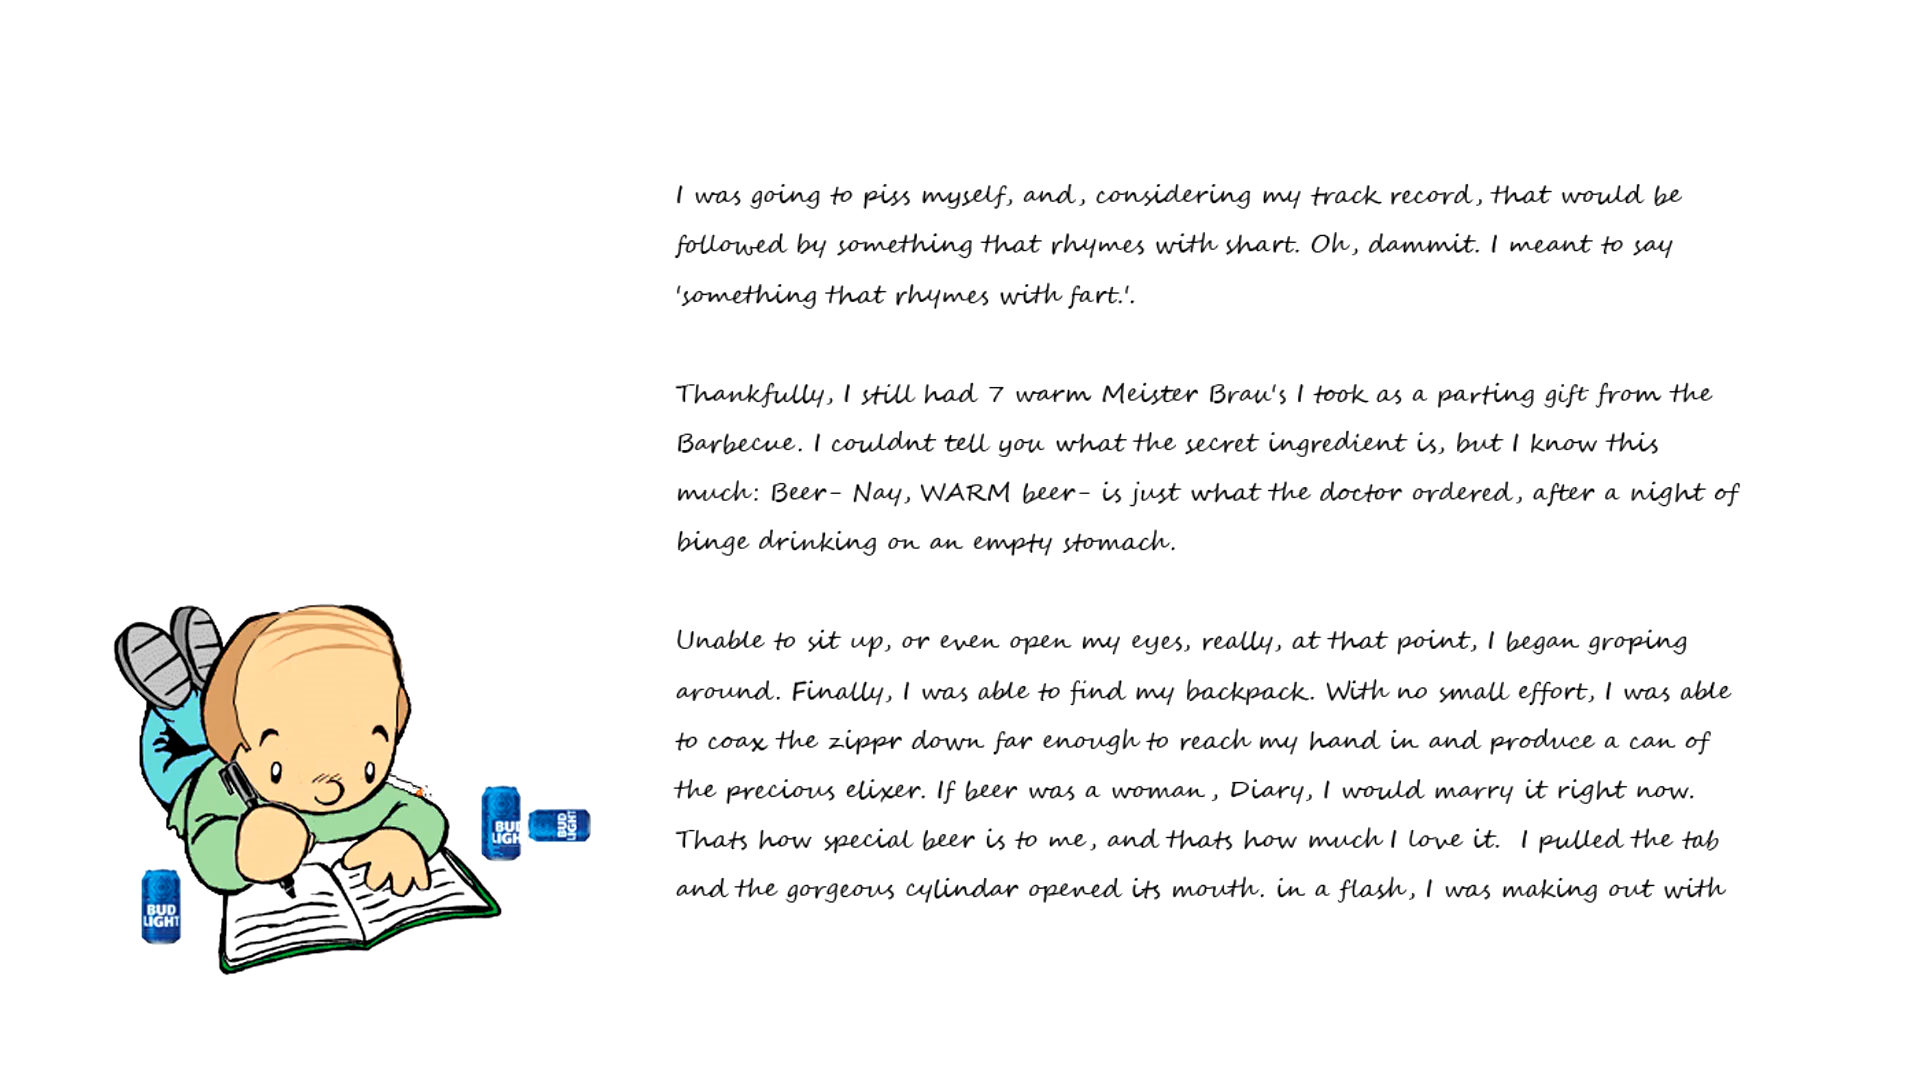 I was going to piss myself, and, considering my track record, that would be
followed by something that rhymes with shart. Oh, dammit. I meant to say
'something that rhymes with fart.'.
Thankfully, I still had 7 warm Meister Brau's I took as a parting gift from the
Barbecue. I couldnt tell you what the secret ingredient is, but I know this
much: Beer- Nay, WARM beer- is just what the doctor ordered, after a night of
binge drinking on an empty stomach.
Unable to sit up, or even open my eyes, really, at that point, I began groping
around. Finally, I was able to find my backpack. With no small effort, I was able
to coax the zippr down far enough to reach my hand in and produce a can of
the precious elixer. If beer was a woman , Diary, I would marry it right now.
Thats how special beer is to me, and thats how much I love it.  I pulled the tab
and the gorgeous cylindar opened its mouth. in a flash, I was making out with
BUD
LIGHT
BUD
LIGHT
BUD
LIGHT